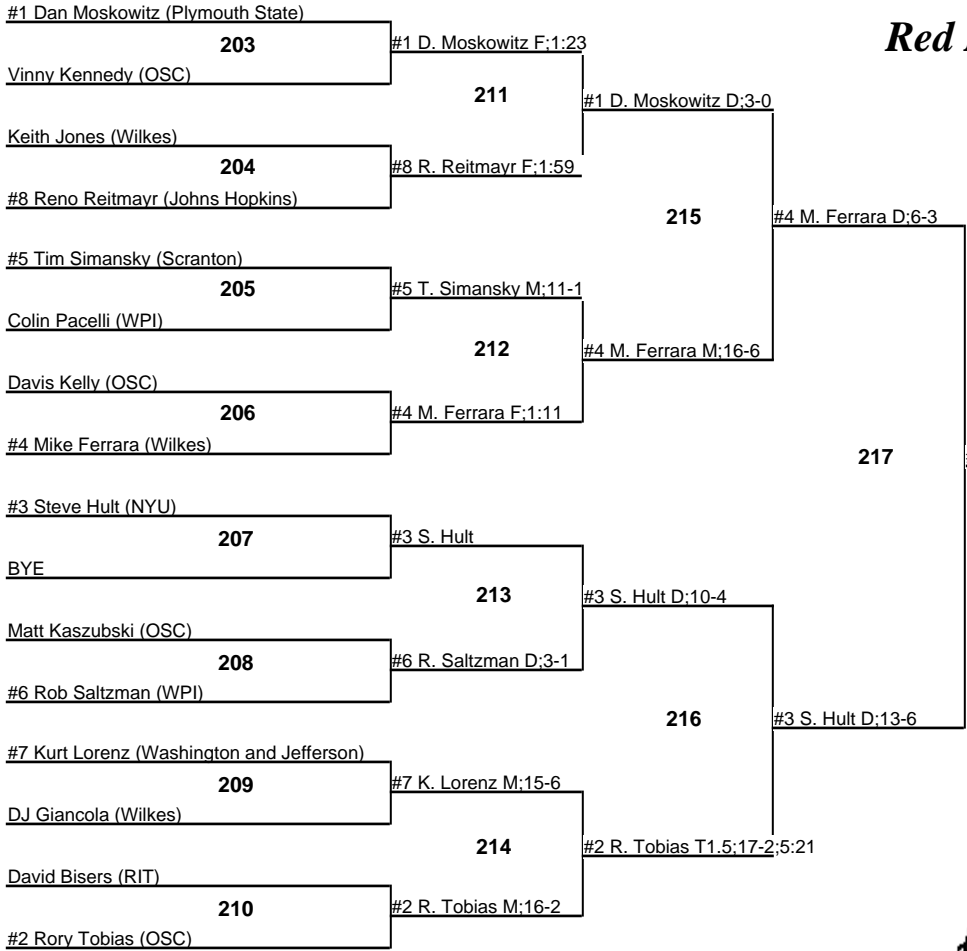 #1 Dan Moskowitz (Plymouth State)
203
Vinny Kennedy (OSC)
Keith Jones (Wilkes)
204
#8 Reno Reitmayr (Johns Hopkins)
#5 Tim Simansky (Scranton)
205
Colin Pacelli (WPI)
Davis Kelly (OSC)
206
#4 Mike Ferrara (Wilkes)
#3 Steve Hult (NYU)
207
BYE
Matt Kaszubski (OSC)
208
#6 Rob Saltzman (WPI)
#7 Kurt Lorenz (Washington and Jefferson)
209
DJ Giancola (Wilkes)
David Bisers (RIT)
210
#2 Rory Tobias (OSC)
#1 D. Moskowitz F;1:23
211
#8 R. Reitmayr F;1:59
#5 T. Simansky M;11-1
212
#4 M. Ferrara F;1:11
#3 S. Hult
213
#6 R. Saltzman D;3-1
#7 K. Lorenz M;15-6
214
#2 R. Tobias M;16-2
#1 D. Moskowitz D;3-0
215
#4 M. Ferrara M;16-6
#3 S. Hult D;10-4
216
#2 R. Tobias T1.5;17-2;5:21
#4 M. Ferrara D;6-3
217
#3 S. Hult D;13-6
Red